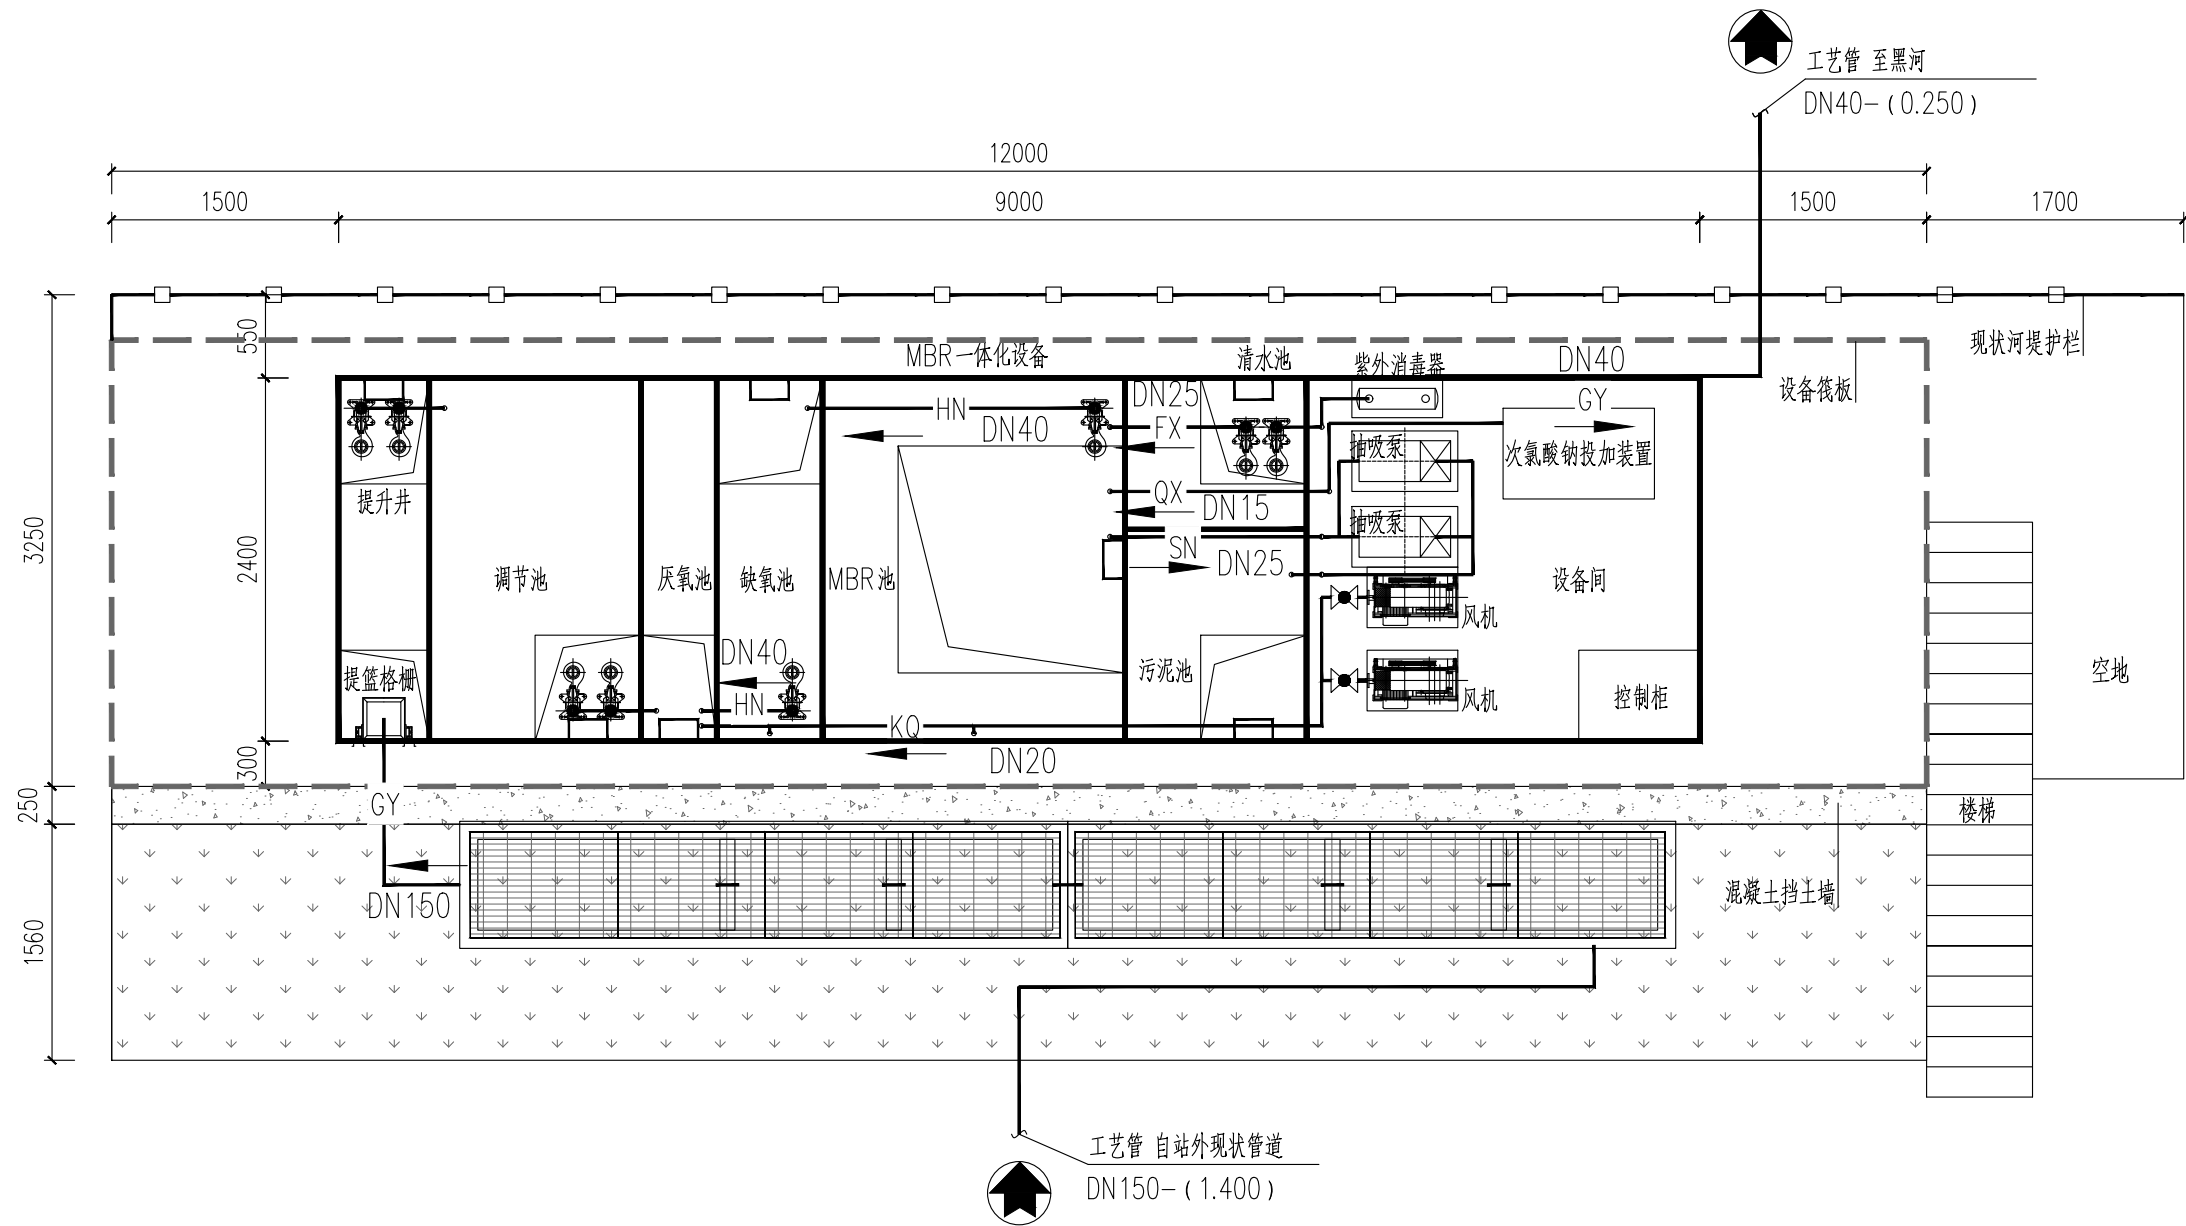 工艺管 至黑河
DN40-(0.250)
12000
1500
9000
1500
1700
550
MBR一体化设备
清水池
紫外消毒器
DN40
现状河堤护栏
设备筏板
DN25
HN
DN40
FX
GY
抽吸泵
次氯酸钠投加装置
提升井
QX
DN15
抽吸泵
3250
2400
SN
DN25
调节池
厌氧池
缺氧池
MBR池
设备间
风机
DN40
提篮格栅
污泥池
空地
HN
风机
控制柜
KQ
300
DN20
250
GY
楼梯
DN150
混凝土挡土墙
1560
工艺管 自站外现状管道
DN150-(1.400)